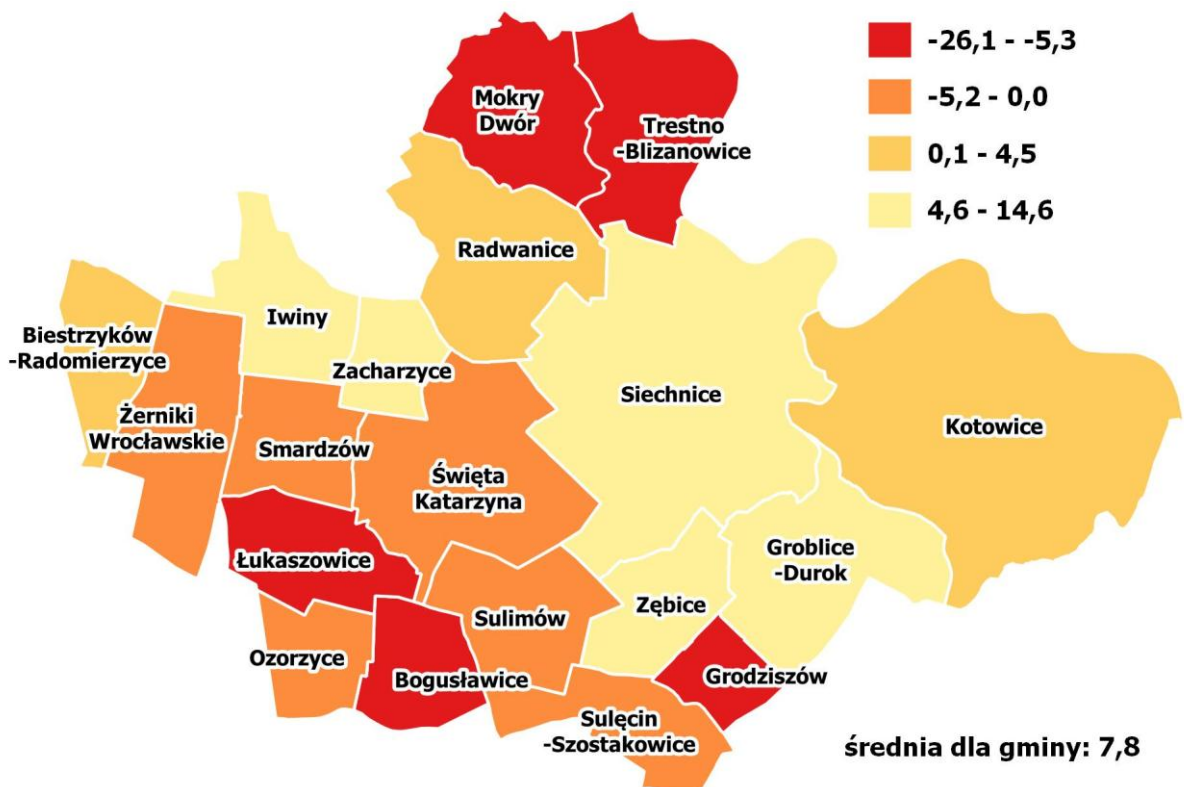 -26,1 - -5,3
-5,2 - 0,0
0,1 - 4,5
4,6 - 14,6
Mokry
Dwór
Trestno
-Blizanowice
Radwanice
Iwiny
Biestrzyków
-Radomierzyce
Zacharzyce
Siechnice
Żerniki
Wrocławskie
Smardzów
Kotowice
Święta
Katarzyna
Łukaszowice
Groblice
-Durok
Zębice
Sulimów
Ozorzyce
Bogusławice
Grodziszów
Sulęcin
-Szostakowice
średnia dla gminy: 7,8